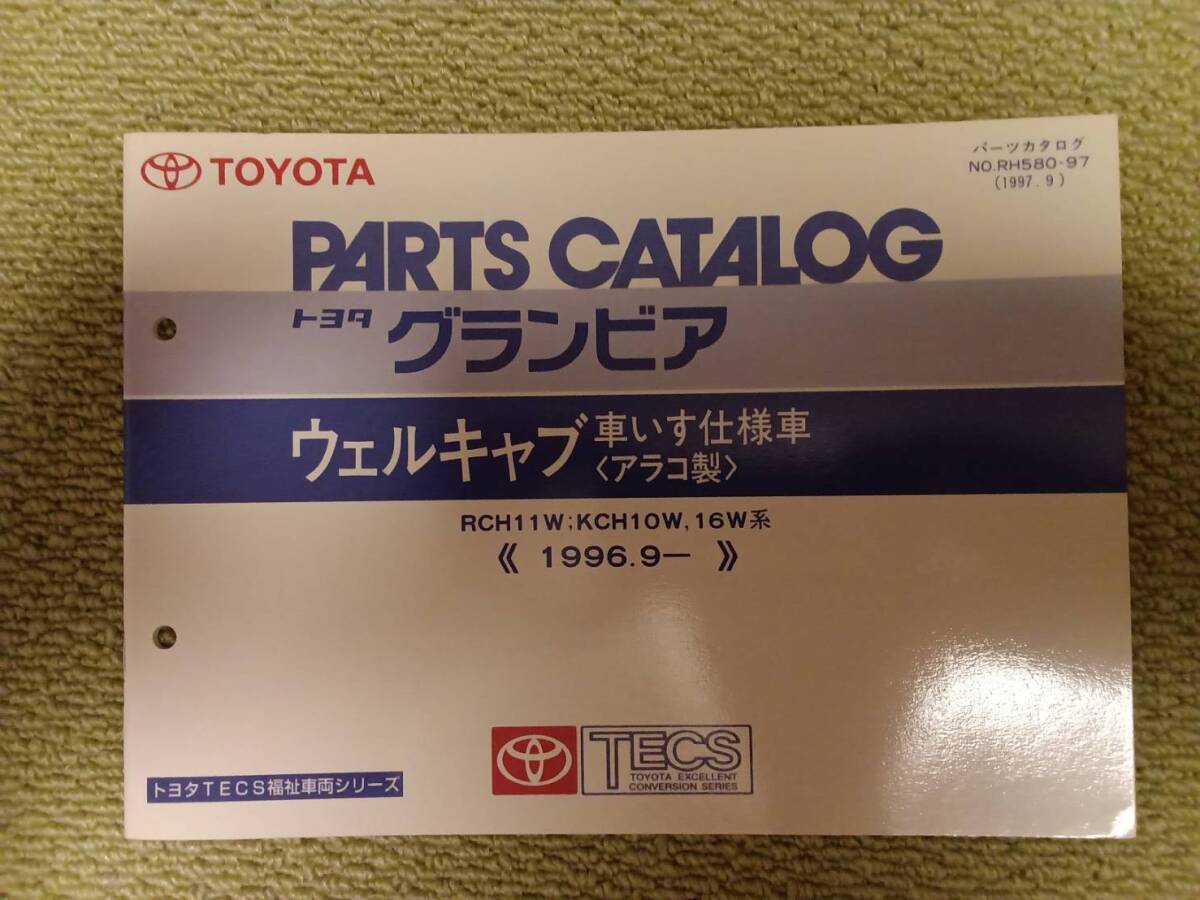 TOYOTA
パーツカタログ
NO.RH580-97
(1997.9)
PARTS CATALOG
トヨタ グランビア
ウェルキャブ 車いす仕様車
〈アラコ製〉
RCH11W;KCH10W,16W系
《 1996.9ー 》
TECS
TOYOTA EXCELLENT
CONVERSION SERIES
トヨタTECS福祉車両シリーズ